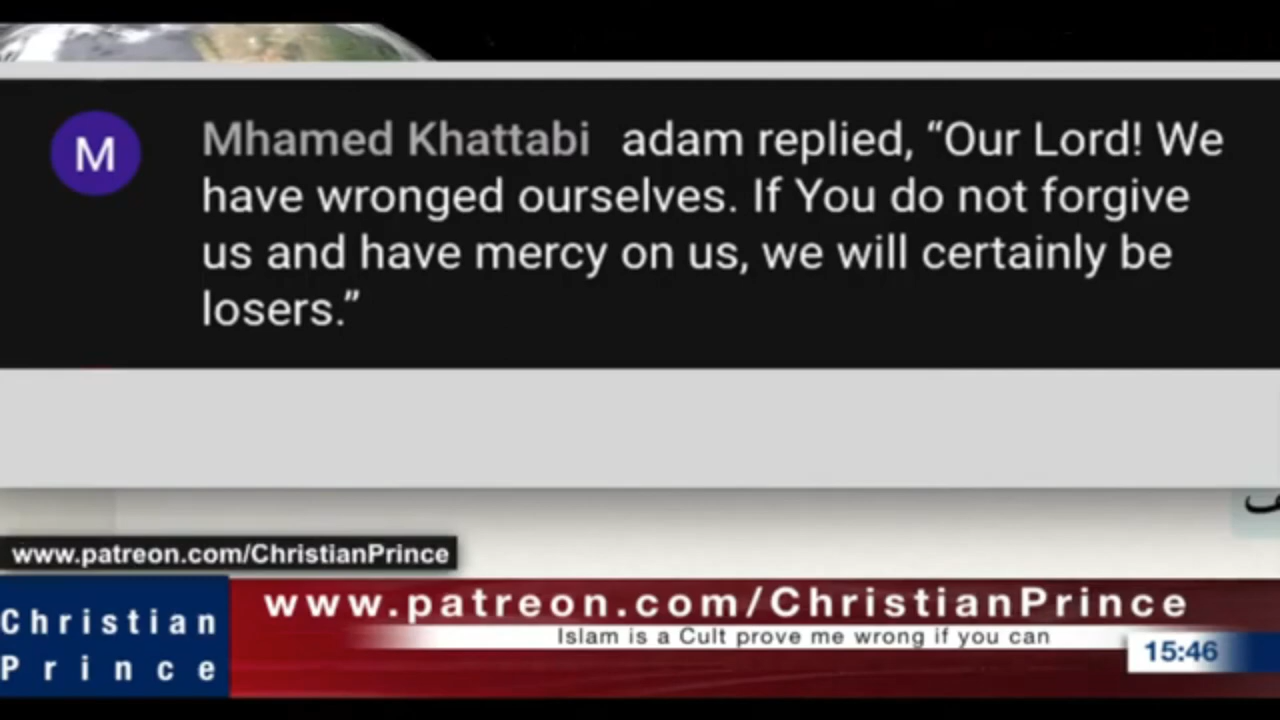 M
Mhamed Khattabi adam replied, “Our Lord! We
have wronged ourselves. If You do not forgive
us and have mercy on us, we will certainly be
losers.”
www.patreon.com/ChristianPrince
Christian
Prince
www.patreon.com/ChristianPrince
Islam is a Cult prove me wrong if you can
15:46